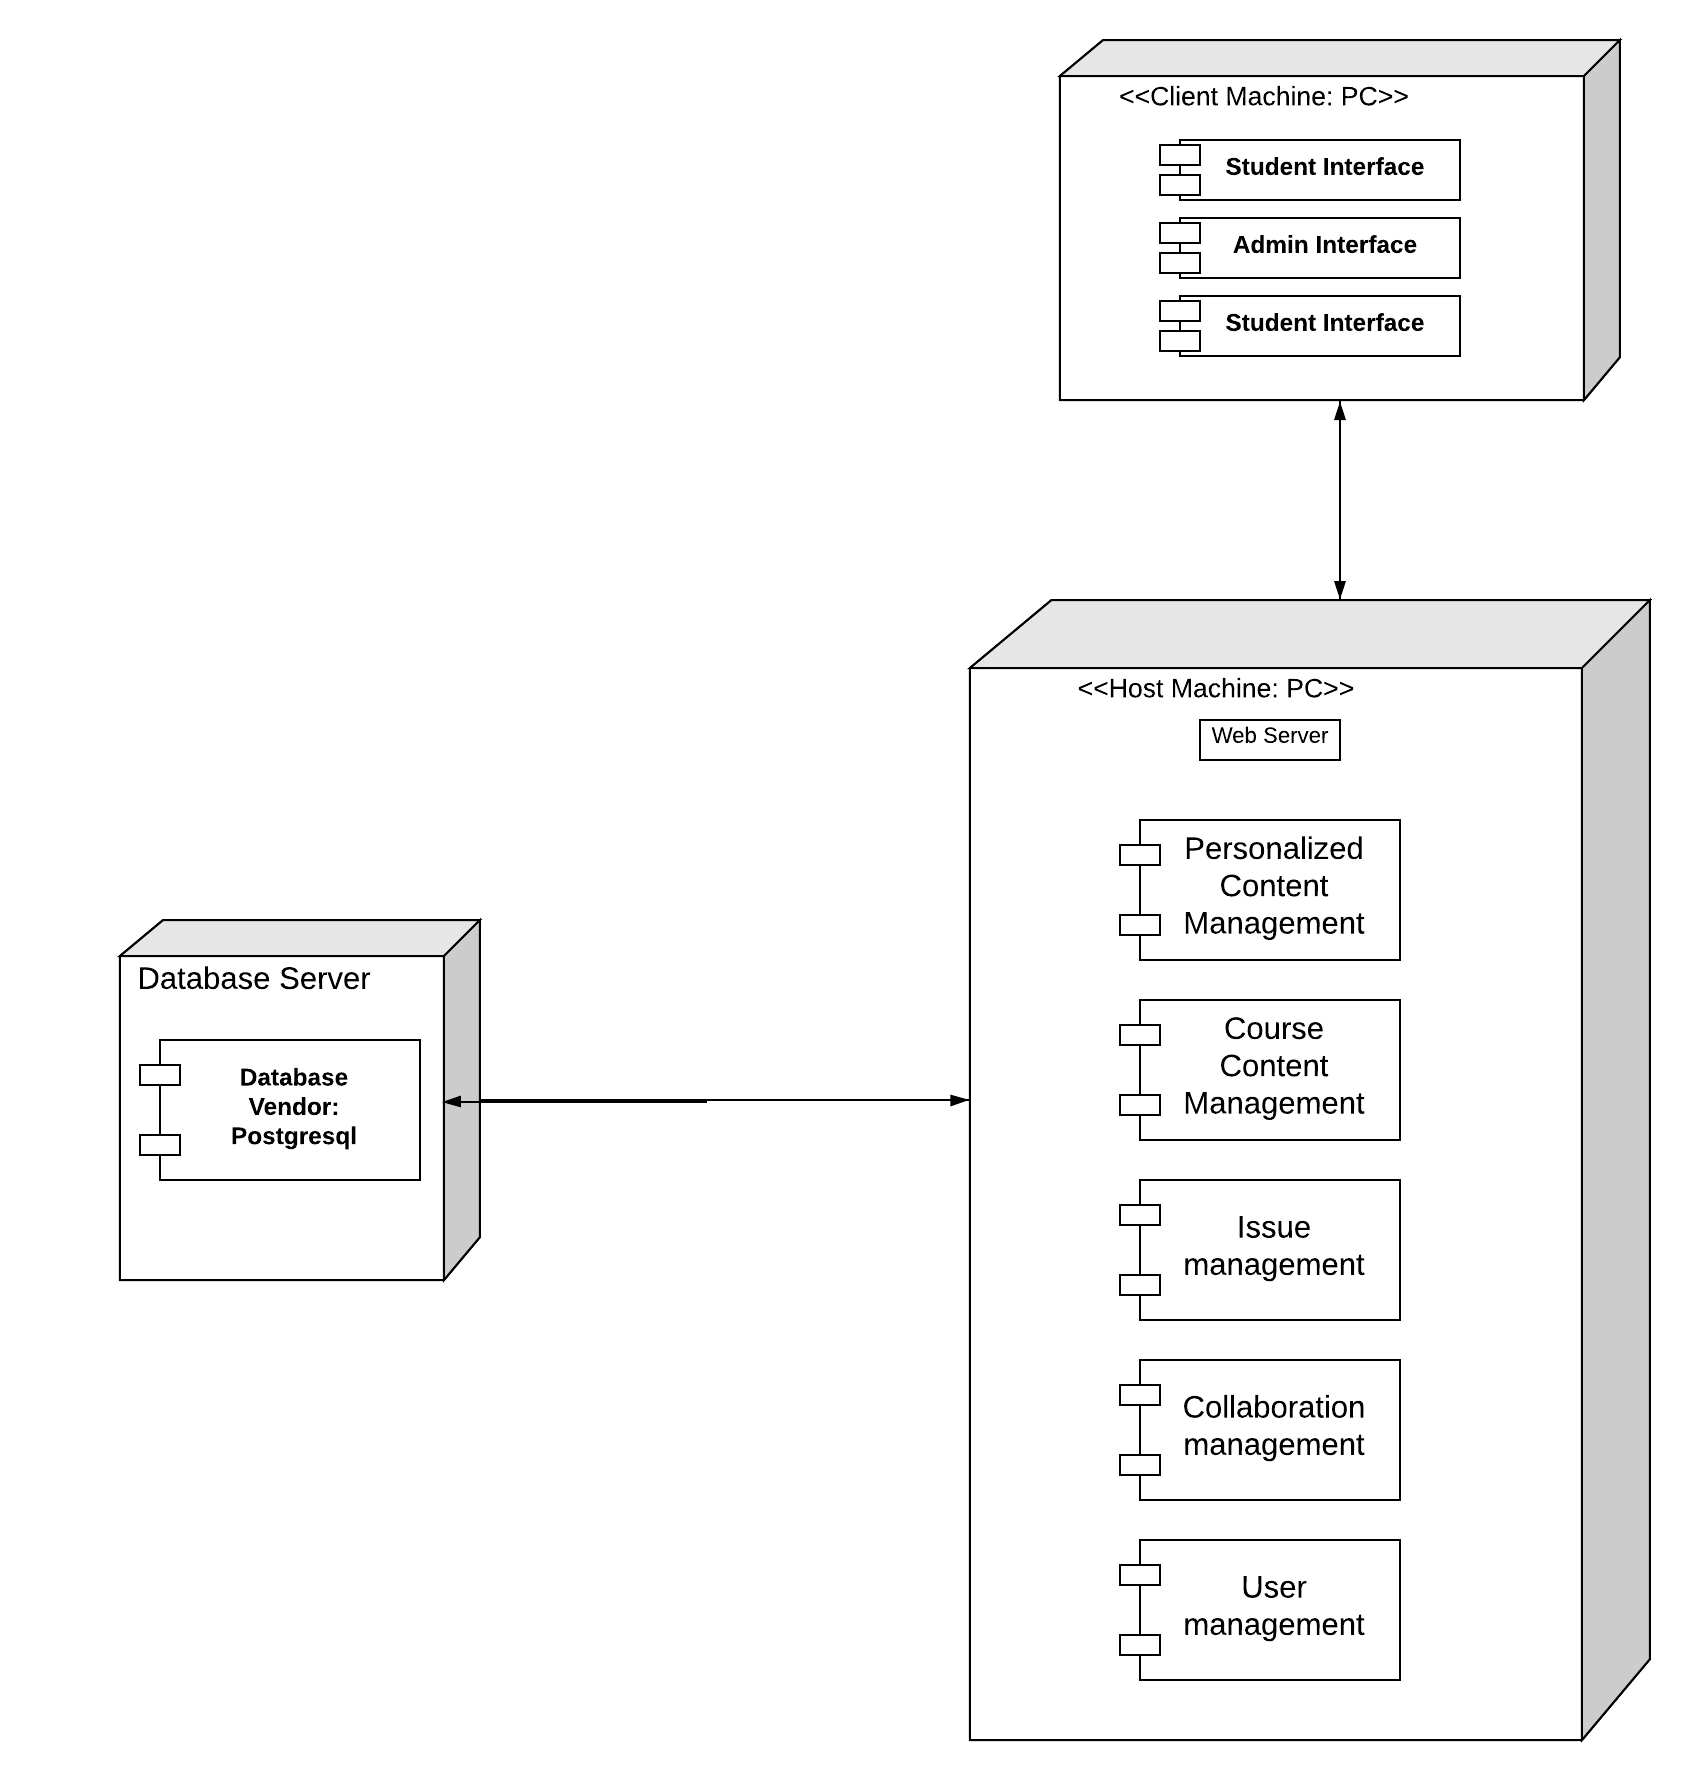 <<Client Machine: PC>>
Student Interface
Admin Interface
Student Interface
<<Host Machine: PC>>
Web Server
Personalized
Content
Management
Course
Content
Management
Issue
management
Collaboration
management
User
management
Database Server
Database
Vendor:
Postgresql